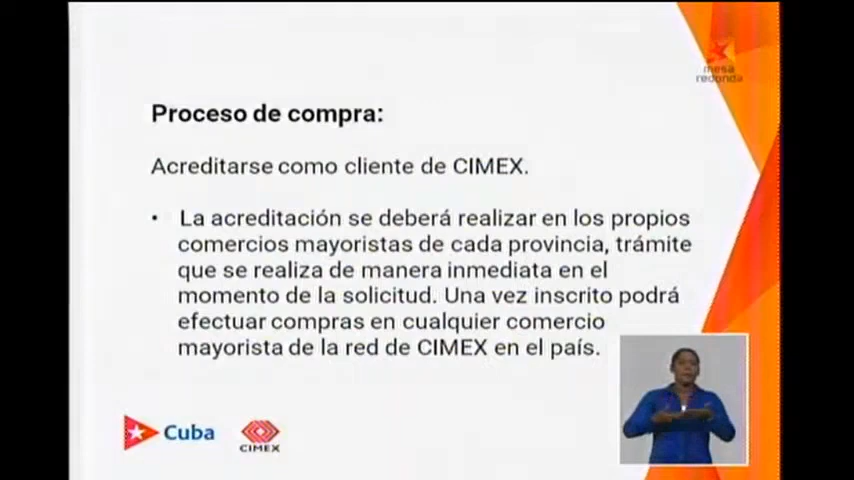 mesa
redonda
Proceso de compra:
Acreditarse como cliente de CIMEX.
• La acreditación se deberá realizar en los propios
comercios mayoristas de cada provincia, trámite
que se realiza de manera inmediata en el
momento de la solicitud. Una vez inscrito podrá
efectuar compras en cualquier comercio
mayorista de la red de CIMEX en el país.
Cuba
CIMEX